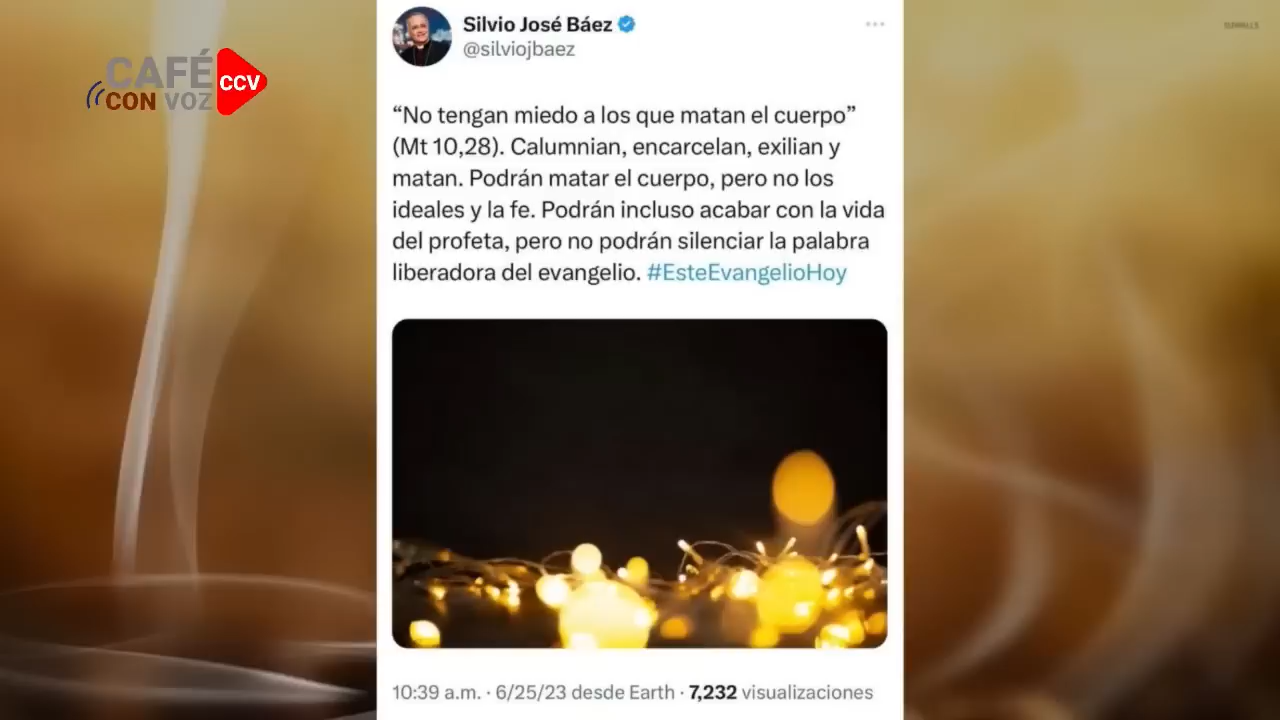 CAFÉ
CON VOZ
CCV
Silvio José Báez
@silviojbaez
“No tengan miedo a los que matan el cuerpo”
(Mt 10,28). Calumnian, encarcelan, exilian y
matan. Podrán matar el cuerpo, pero no los
ideales y la fe. Podrán incluso acabar con la vida
del profeta, pero no podrán silenciar la palabra
liberadora del evangelio. #EsteEvangelioHoy
10:39 a.m. · 6/25/23 desde Earth · 7,232 visualizaciones